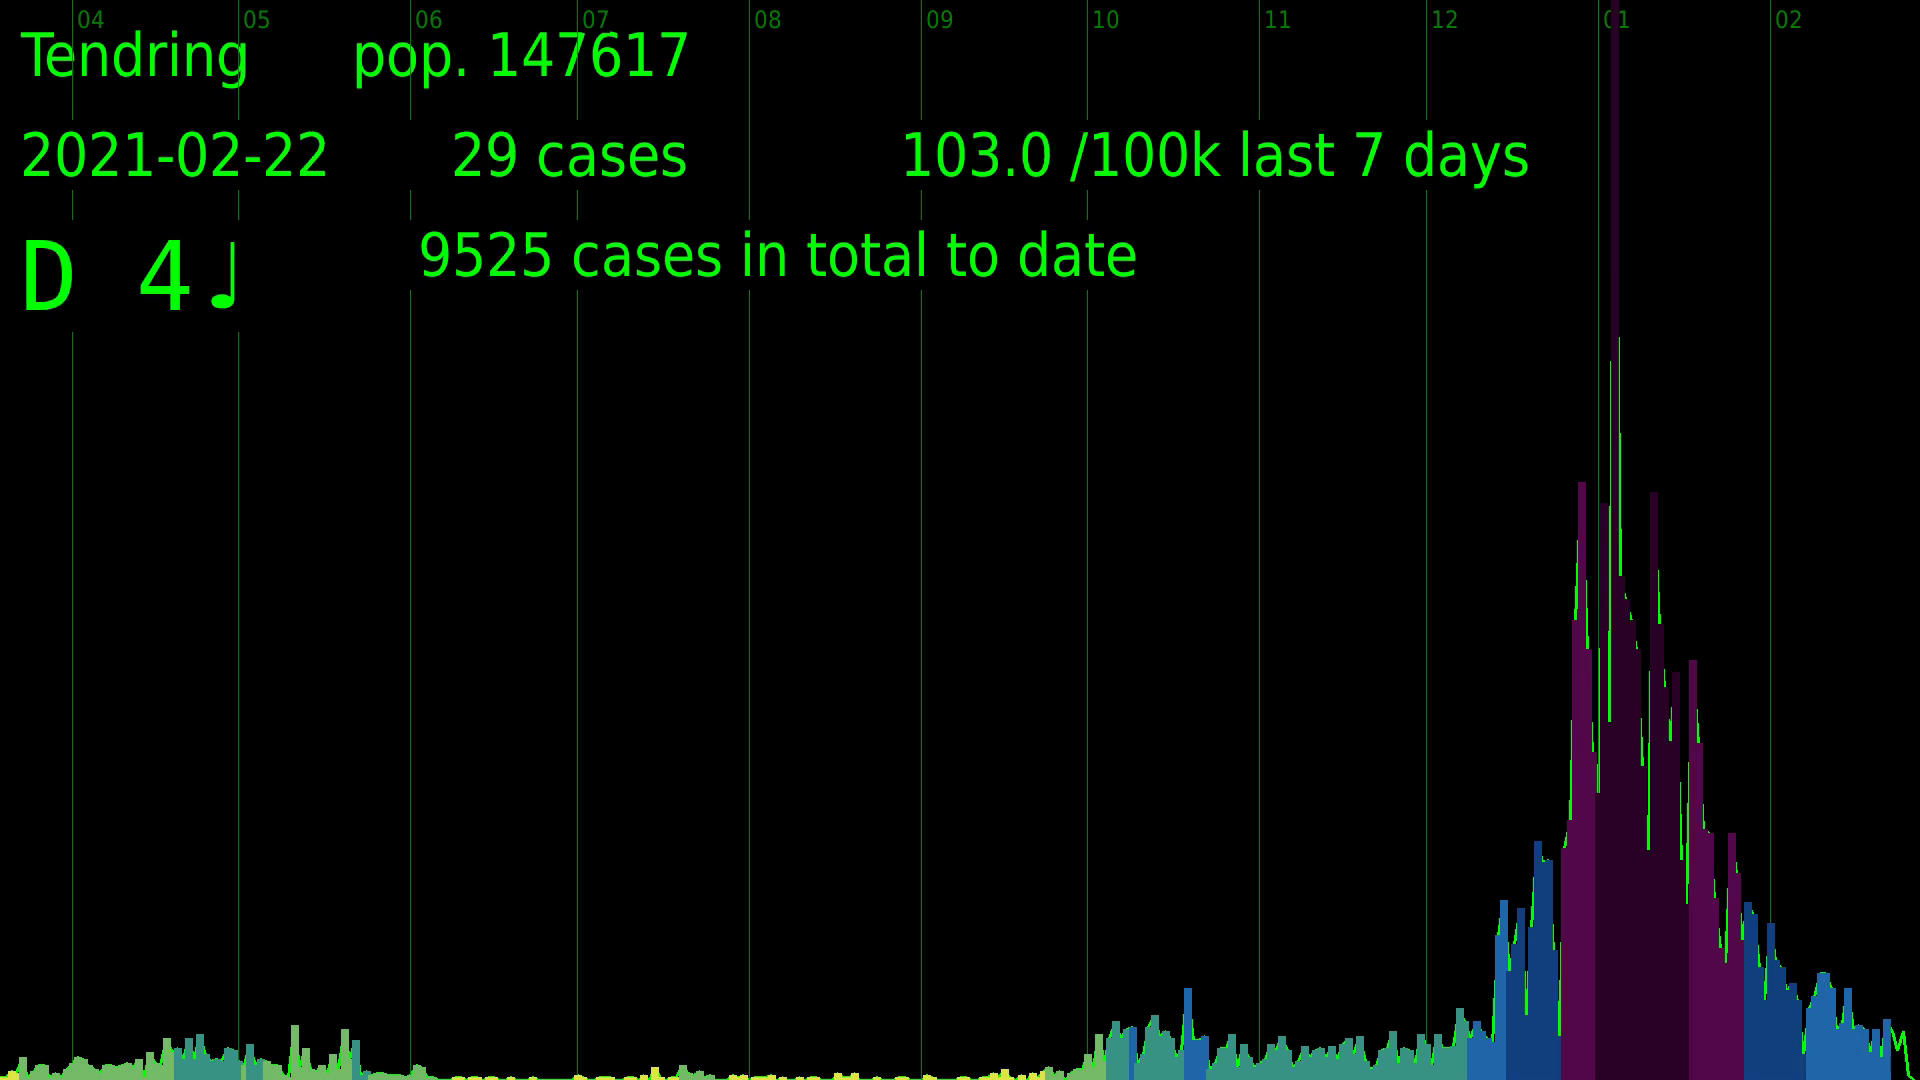 04 05 06 07 08 09 10 11 12 01 02
Tendring pop. 147617
2021-02-22 29 cases 103.0 /100k last 7 days
D 4♩ 9525 cases in total to date